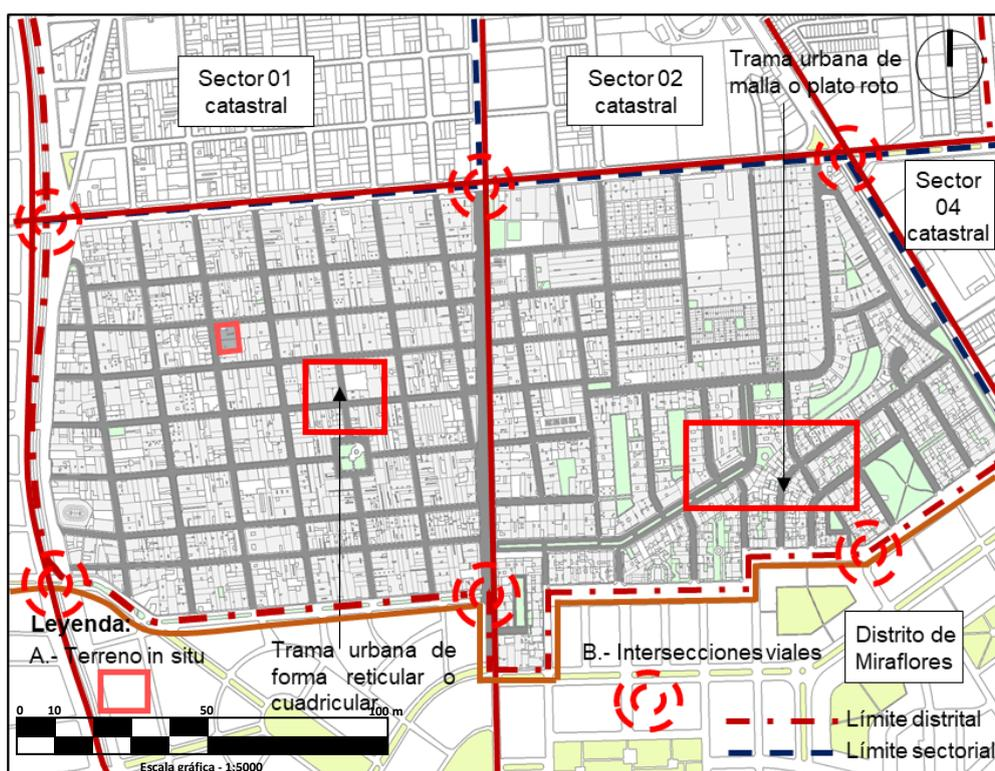 Sector 01
catastral
Sector 02
catastral
Trama urbana de
malla o plato roto
Sector
04
catastral
Leyenda:
A.- Terreno in situ
Trama urbana de
forma reticular o
cuadricular
B.- Intersecciones viales
Distrito de
Miraflores
0 10 50 100 m
Escala gráfica - 1:5000
Límite distrital
Límite sectorial